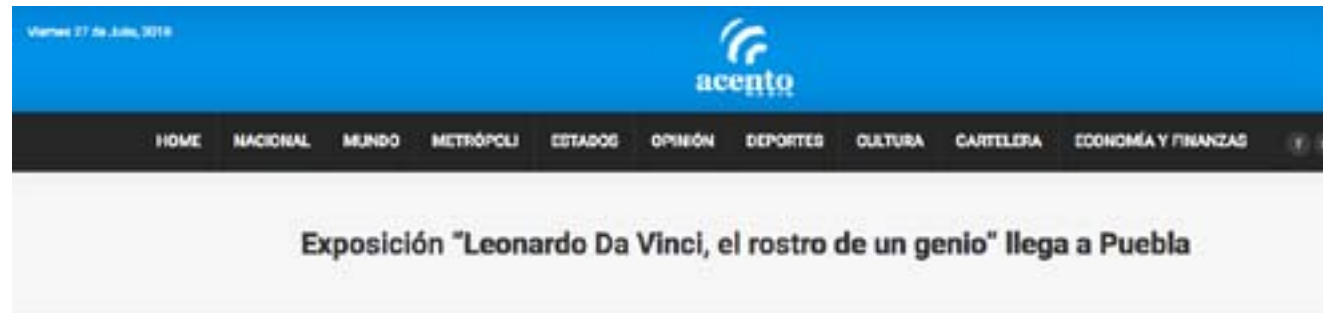 Viernes 27 de Julio, 2018
acento
HOME NACIONAL MUNDO METRÓPOLI ESTADOS OPINIÓN DEPORTES CULTURA CARTELERA ECONOMÍA Y FINANZAS
Exposición "Leonardo Da Vinci, el rostro de un genio" llega a Puebla